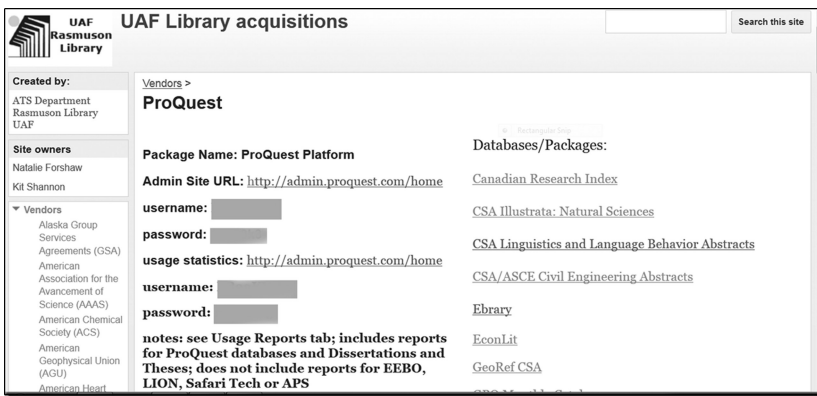 UAF
Rasmuson
Library
UAF Library acquisitions
Search this site
Created by:
ATS Department
Rasmuson Library
UAF
Site owners
Natalie Forshaw
Kit Shannon
Vendors
Alaska Group
Services
Agreements (GSA)
American
Association for the
Avancement of
Science (AAAS)
American Chemical
Society (ACS)
American
Geophysical Union
(AGU)
American Heart
Vendors >
ProQuest
Package Name: ProQuest Platform
Admin Site URL: http://admin.proquest.com/home
username:
password:
usage statistics: http://admin.proquest.com/home
username:
password:
notes: see Usage Reports tab; includes reports
for ProQuest databases and Dissertations and
Theses; does not include reports for EEBO,
LION, Safari Tech or APS
Rectangular Snip
Databases/Packages:
Canadian Research Index
CSA Illustrata: Natural Sciences
CSA Linguistics and Language Behavior Abstracts
CSA/ASCE Civil Engineering Abstracts
Ebrary
EconLit
GeoRef CSA